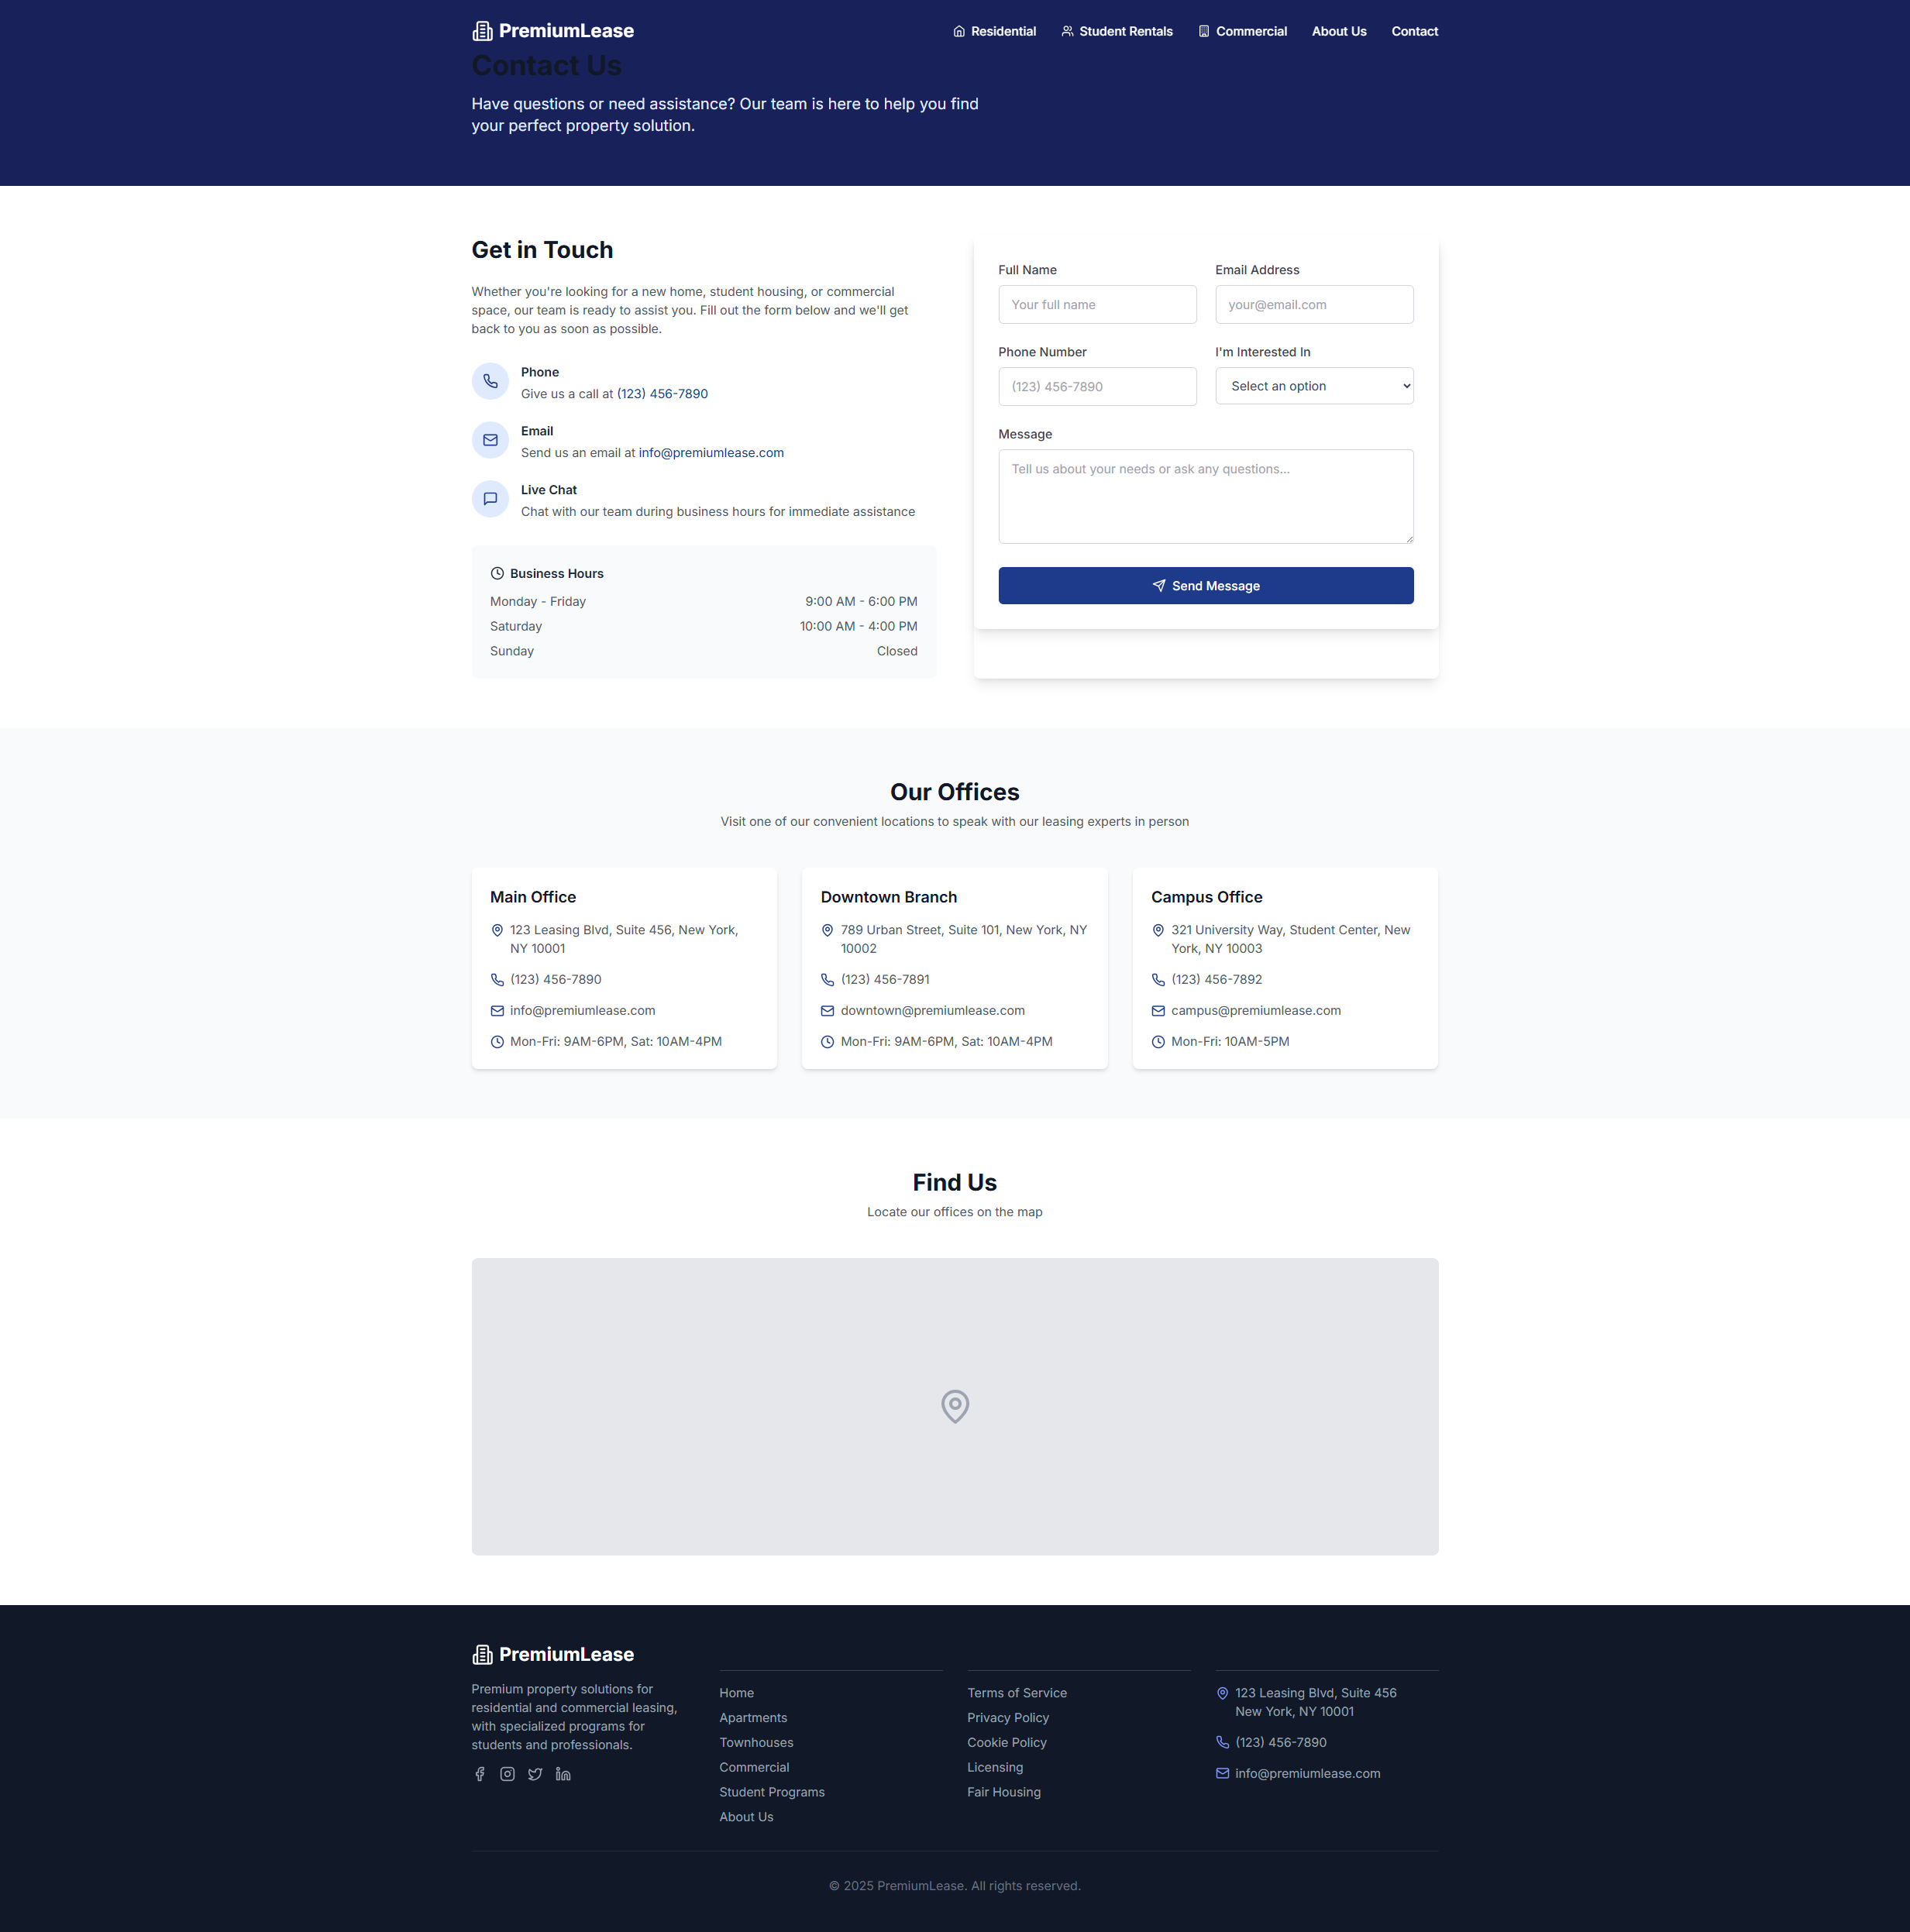 PremiumLease
Residential
Student Rentals
Commercial
About Us
Contact
Contact Us
Have questions or need assistance? Our team is here to help you find
your perfect property solution.
Get in Touch
Whether you're looking for a new home, student housing, or commercial
space, our team is ready to assist you. Fill out the form below and we'll get
back to you as soon as possible.
Phone
Give us a call at (123) 456-7890
Email
Send us an email at info@premiumlease.com
Live Chat
Chat with our team during business hours for immediate assistance
Business Hours
Monday - Friday 9:00 AM - 6:00 PM
Saturday 10:00 AM - 4:00 PM
Sunday Closed
Full Name
Your full name
Email Address
your@email.com
Phone Number
(123) 456-7890
I'm Interested In
Select an option
Message
Tell us about your needs or ask any questions...
Send Message
Our Offices
Visit one of our convenient locations to speak with our leasing experts in person
Main Office
123 Leasing Blvd, Suite 456, New York,
NY 10001
(123) 456-7890
info@premiumlease.com
Mon-Fri: 9AM-6PM, Sat: 10AM-4PM
Downtown Branch
789 Urban Street, Suite 101, New York, NY
10002
(123) 456-7891
downtown@premiumlease.com
Mon-Fri: 9AM-6PM, Sat: 10AM-4PM
Campus Office
321 University Way, Student Center, New
York, NY 10003
(123) 456-7892
campus@premiumlease.com
Mon-Fri: 10AM-5PM
Find Us
Locate our offices on the map
PremiumLease
Premium property solutions for
residential and commercial leasing,
with specialized programs for
students and professionals.
Home
Apartments
Townhouses
Commercial
Student Programs
About Us
Terms of Service
Privacy Policy
Cookie Policy
Licensing
Fair Housing
123 Leasing Blvd, Suite 456
New York, NY 10001
(123) 456-7890
info@premiumlease.com
© 2025 PremiumLease. All rights reserved.